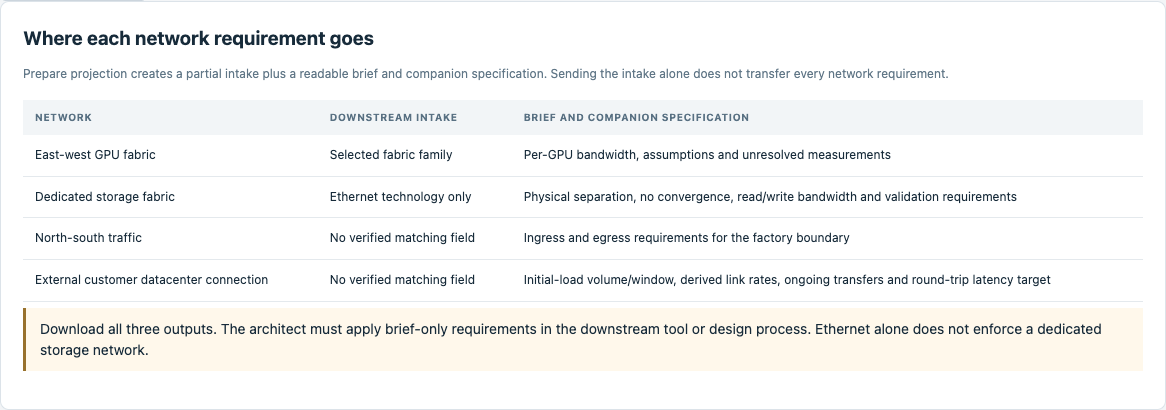 Where each network requirement goes
Prepare projection creates a partial intake plus a readable brief and companion specification. Sending the intake alone does not transfer every network requirement.
NETWORK DOWNSTREAM INTAKE BRIEF AND COMPANION SPECIFICATION
East-west GPU fabric Selected fabric family Per-GPU bandwidth, assumptions and unresolved measurements
Dedicated storage fabric Ethernet technology only Physical separation, no convergence, read/write bandwidth and validation requirements
North-south traffic No verified matching field Ingress and egress requirements for the factory boundary
External customer datacenter connection No verified matching field Initial-load volume/window, derived link rates, ongoing transfers and round-trip latency target
Download all three outputs. The architect must apply brief-only requirements in the downstream tool or design process. Ethernet alone does not enforce a dedicated
storage network.